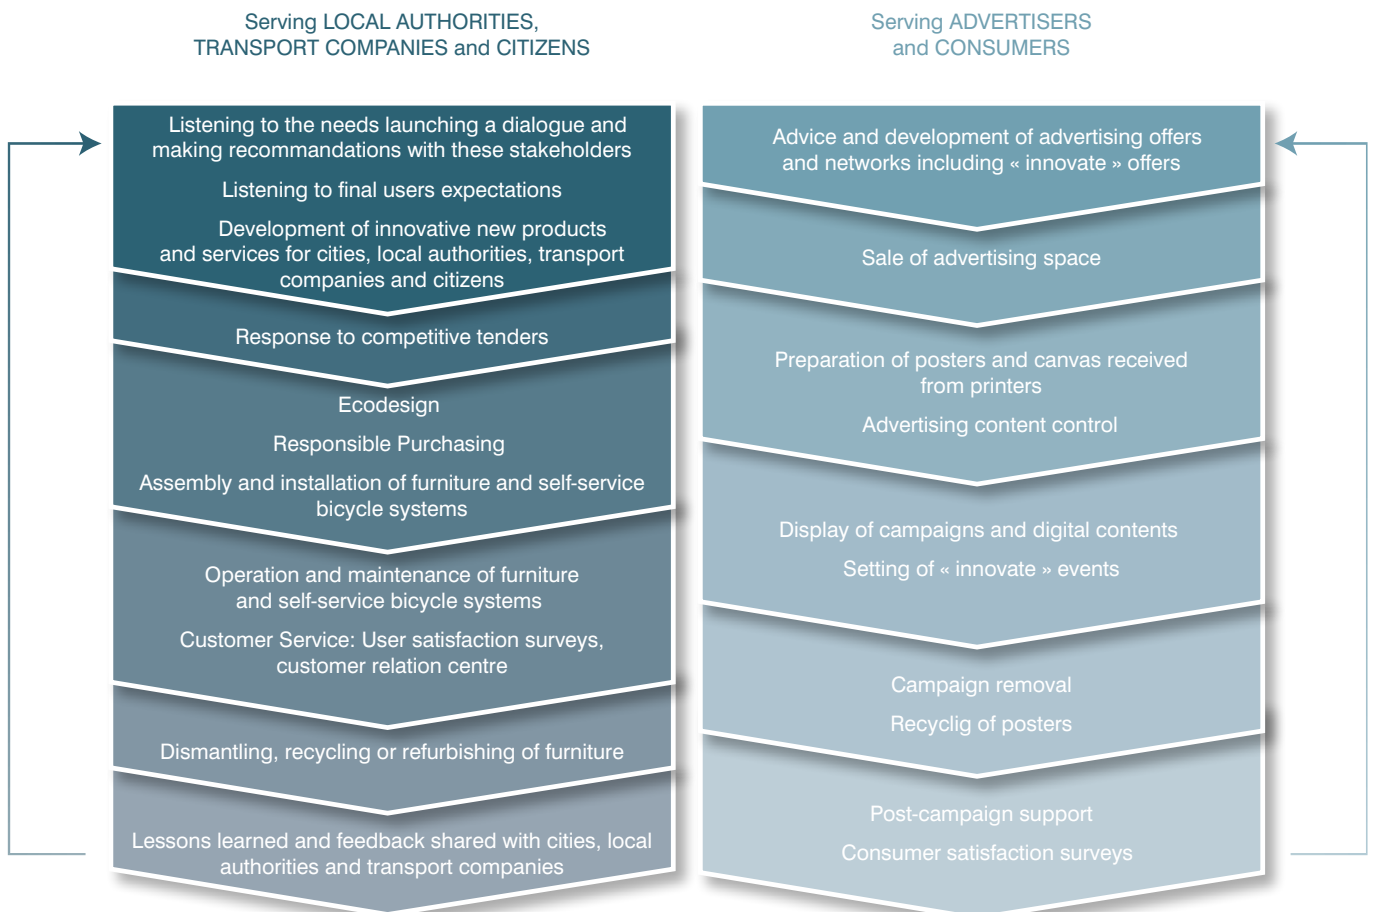 Serving LOCAL AUTHORITIES,
TRANSPORT COMPANIES and CITIZENS
Listening to the needs launching a dialogue and
making recommandations with these stakeholders
Listening to final users expectations
Development of innovative new products
and services for cities, local authorities, transport
companies and citizens
Response to competitive tenders
Ecodesign
Responsible Purchasing
Assembly and installation of furniture and self-service
bicycle systems
Operation and maintenance of furniture
and self-service bicycle systems
Customer Service: User satisfaction surveys,
customer relation centre
Dismantling, recycling or refurbishing of furniture
Lessons learned and feedback shared with cities, local
authorities and transport companies
Serving ADVERTISERS
and CONSUMERS
Advice and development of advertising offers
and networks including « innovate » offers
Sale of advertising space
Preparation of posters and canvas received
from printers
Advertising content control
Display of campaigns and digital contents
Setting of « innovate » events
Campaign removal
Recyclig of posters
Post-campaign support
Consumer satisfaction surveys